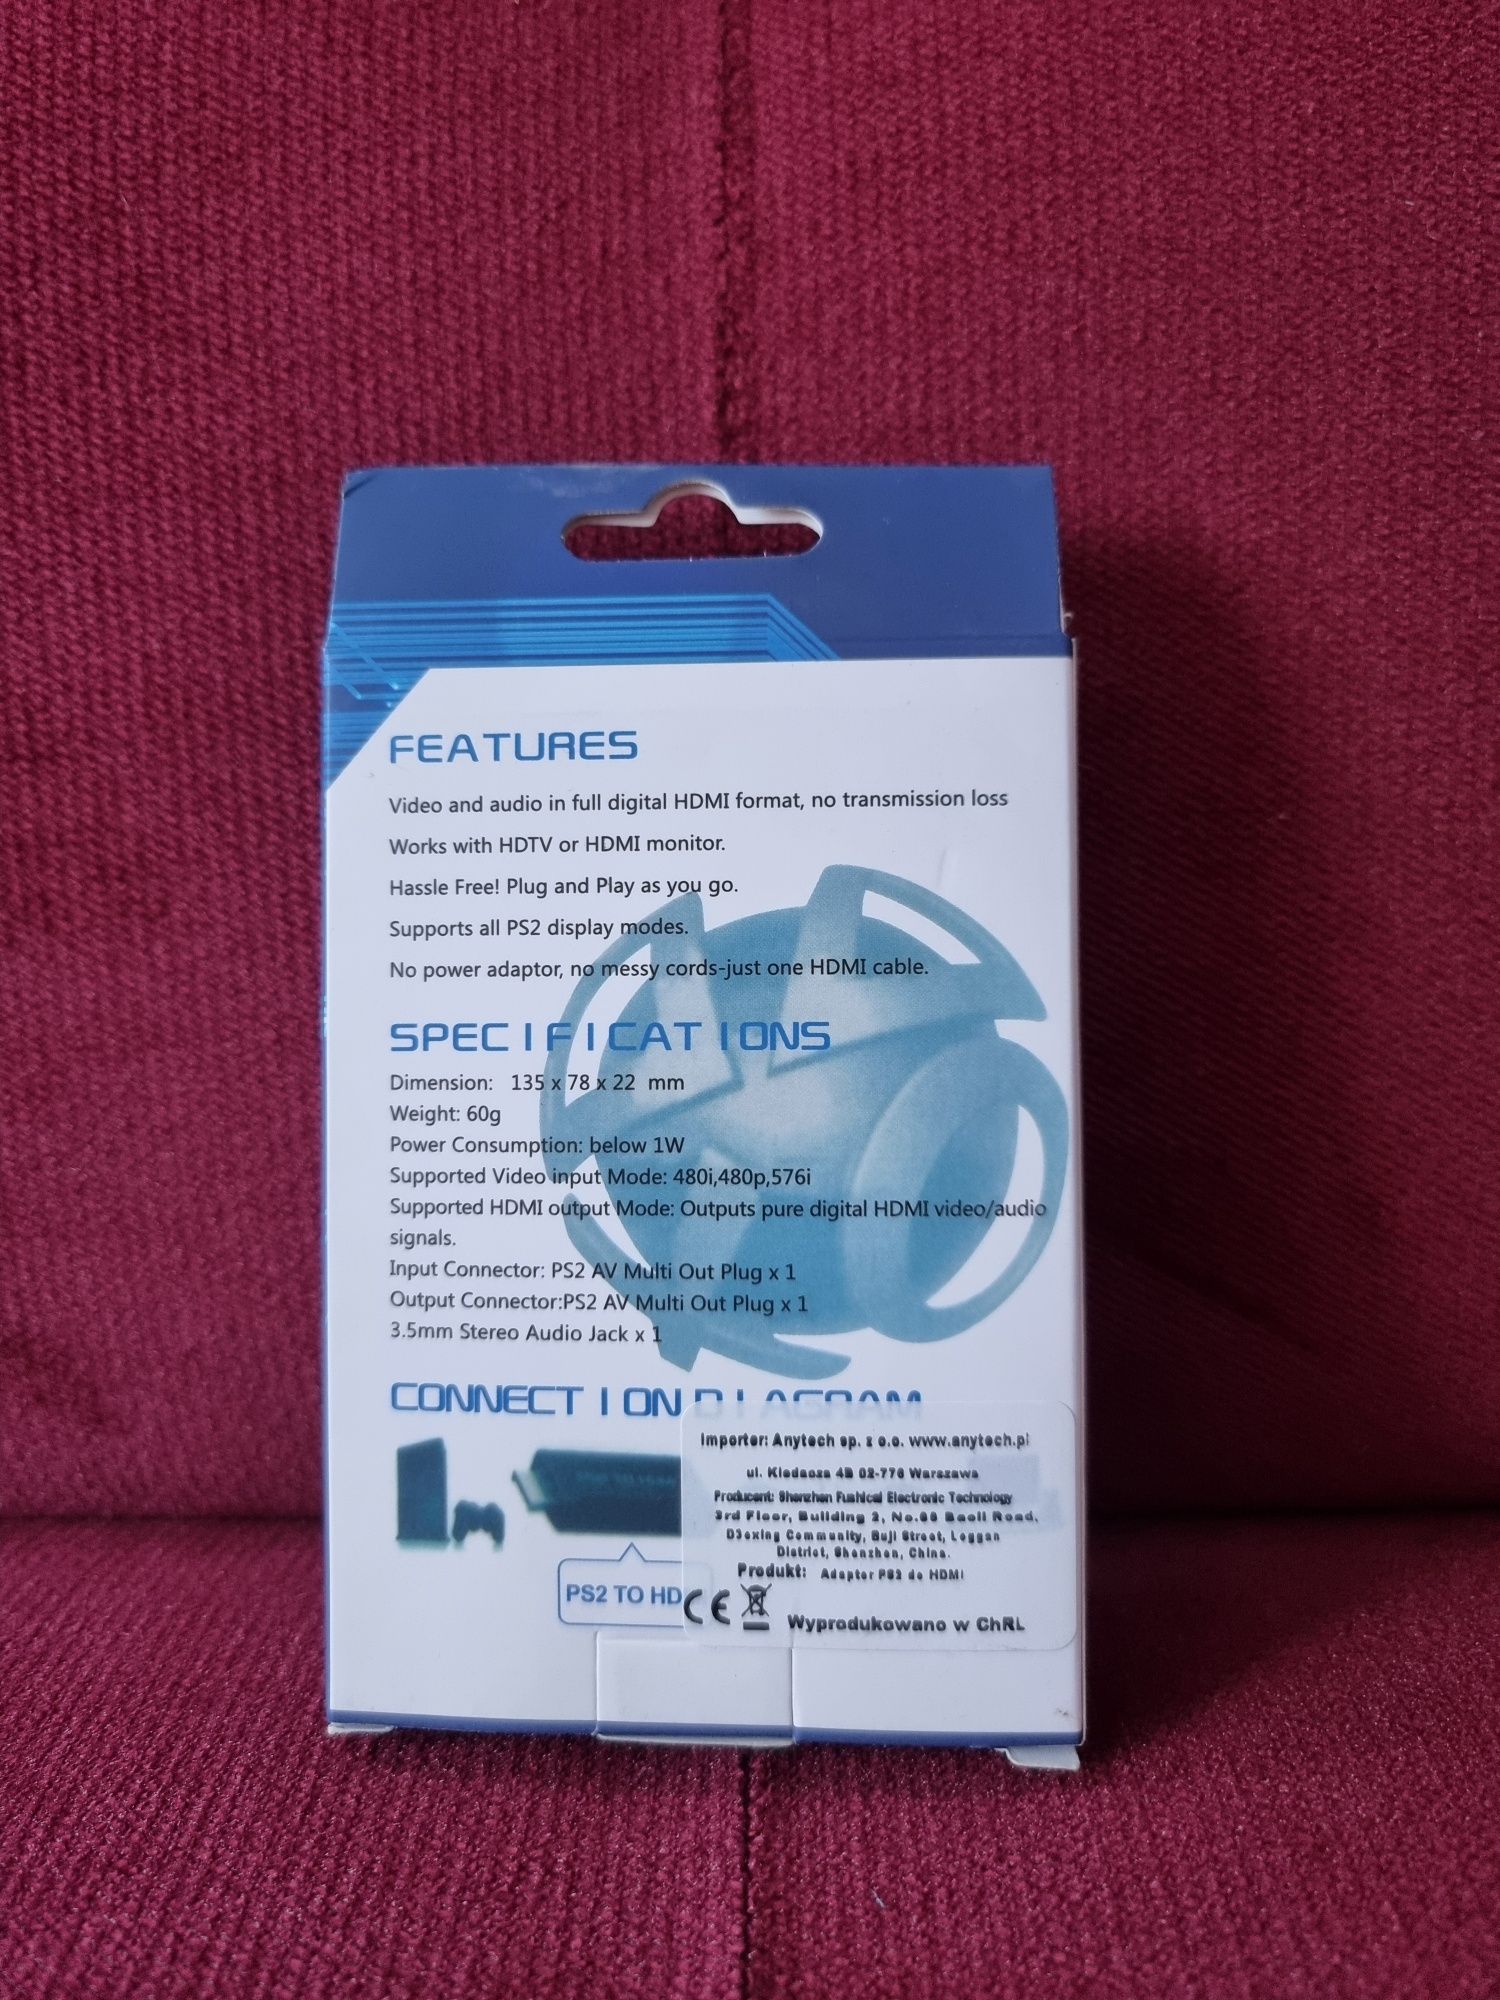 FEATURES
Video and audio in full digital HDMI format, no transmission loss
Works with HDTV or HDMI monitor.
Hassle Free! Plug and Play as you go.
Supports all PS2 display modes.
No power adaptor, no messy cords-just one HDMI cable.
SPECIFICATIONS
Dimension: 135 x 78 x 22 mm
Weight: 60g
Power Consumption: below 1W
Supported Video input Mode: 480i,480p,576i
Supported HDMI output Mode: Outputs pure digital HDMI video/audio
signals.
Input Connector: PS2 AV Multi Out Plug x 1
Output Connector:PS2 AV Multi Out Plug x 1
3.5mm Stereo Audio Jack x 1
CONNECTION DIAGRAM
PS2 TO HD
Importer: Anytech sp. z o.o. www.anytech.pl
ul. 4B 02-776 Warszawa
Producent: Shenzhen Fushical Electronic Technology
3rd Floor, Building 2, Road,
Community, Buji Street,
District, Shenzhen, China.
Produkt: Adapter PS2 do HDMI
CE Wyprodukowano w ChRL